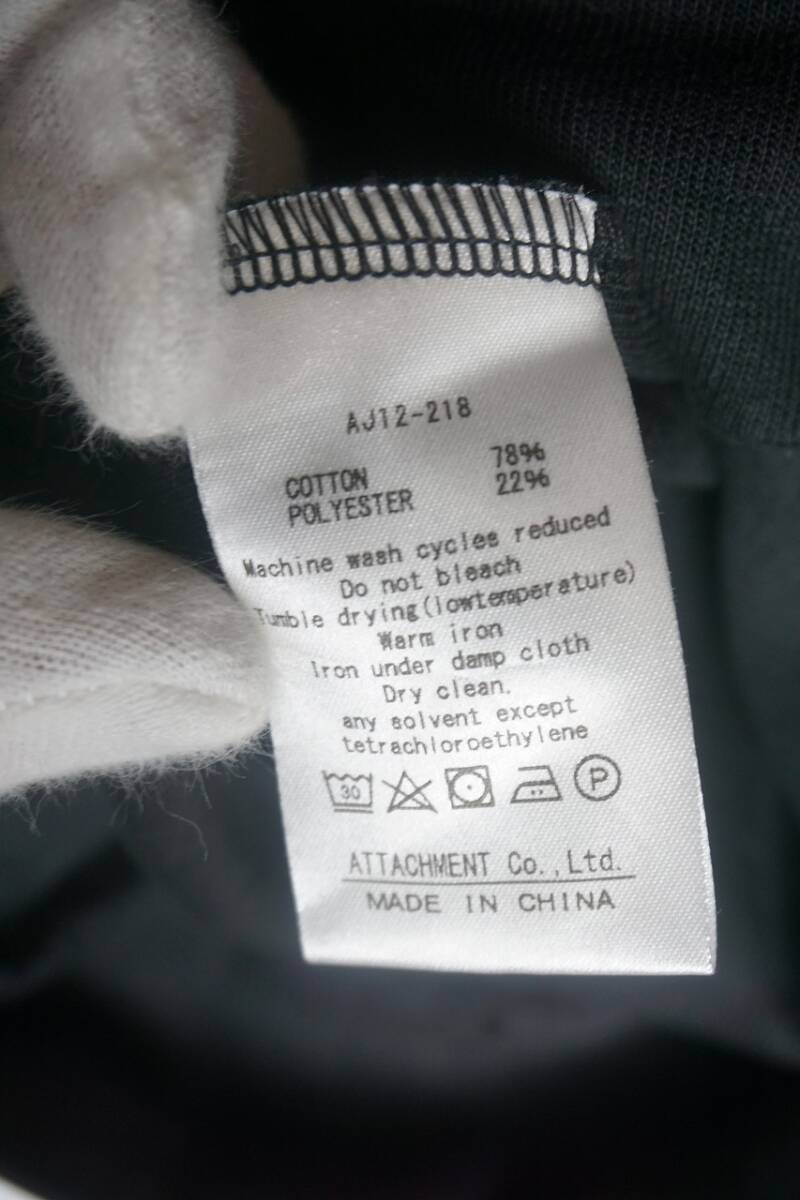 AJ12-218
COTTON 78%
POLYESTER 22%
Machine wash cycles reduced
Do not bleach
Tumble drying(lowtemperature)
Warm iron
Iron under damp cloth
Dry clean.
any solvent except
tetrachloroethylene
30 P
ATTACHMENT Co.,Ltd.
MADE IN CHINA